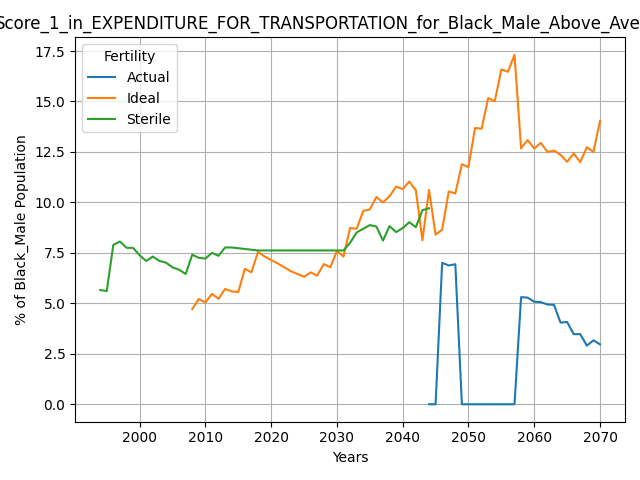 Score_1_in_EXPENDITURE_FOR_TRANSPORTATION_for_Black_Male_Above_Ave
Fertility
Actual
Ideal
Sterile
% of Black_Male Population
17.5
15.0
12.5
10.0
7.5
5.0
2.5
0.0
2000 2010 2020 2030 2040 2050 2060 2070
Years